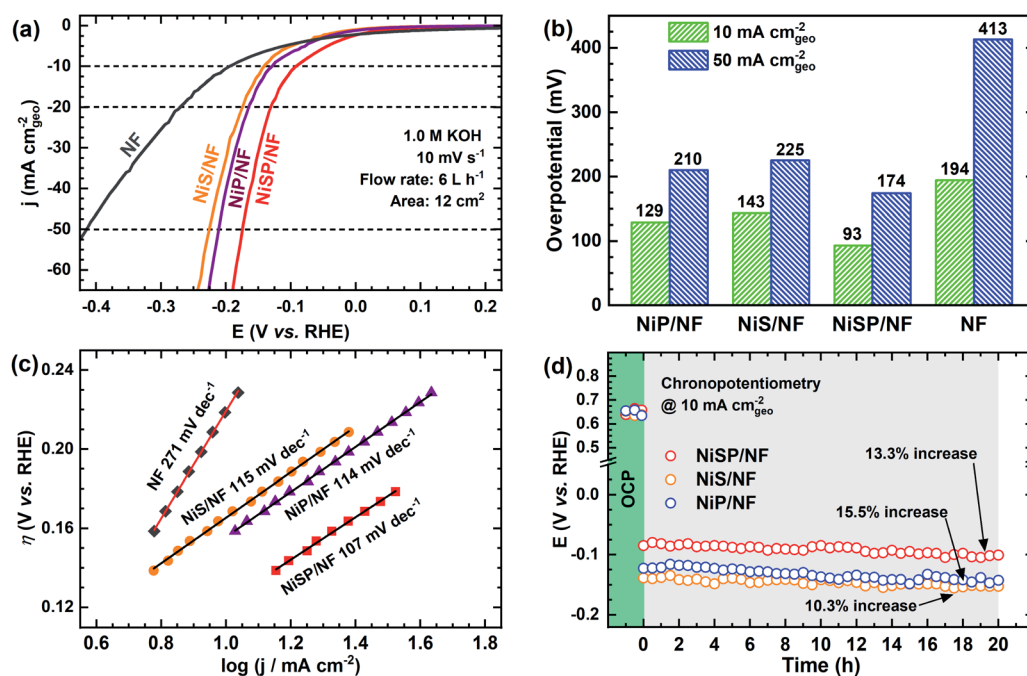 (a)
0
-10
-20
-30
-40
-50
-60
j (mA cm⁻²geo)
NF
NiS/NF
NiP/NF
NiSP/NF
1.0 M KOH
10 mV s⁻¹
Flow rate: 6 L h⁻¹
Area: 12 cm²
-0.4 -0.3 -0.2 -0.1 0.0 0.1 0.2
E (V vs. RHE)
(b)
10 mA cm⁻²geo
50 mA cm⁻²geo
400
300
200
100
0
Overpotential (mV)
129 210 143 225 93 174 194 413
NiP/NF NiS/NF NiSP/NF NF
(c)
0.20
0.16
0.12
η (V vs. RHE)
NF 271 mV dec⁻¹
NiS/NF 115 mV dec⁻¹
NiP/NF 114 mV dec⁻¹
NiSP/NF 107 mV dec⁻¹
0.6 0.8 1.0 1.2 1.4 1.6 1.8
log (j / mA cm⁻²)
(d)
0.8
0.7
0.6
0.5
0.0
-0.1
-0.2
E (V vs. RHE)
OCP
Chronopotentiometry
@ 10 mA cm⁻²geo
NiSP/NF
NiS/NF
NiP/NF
13.3% increase
15.5% increase
10.3% increase
0 2 4 6 8 10 12 14 16 18 20
Time (h)